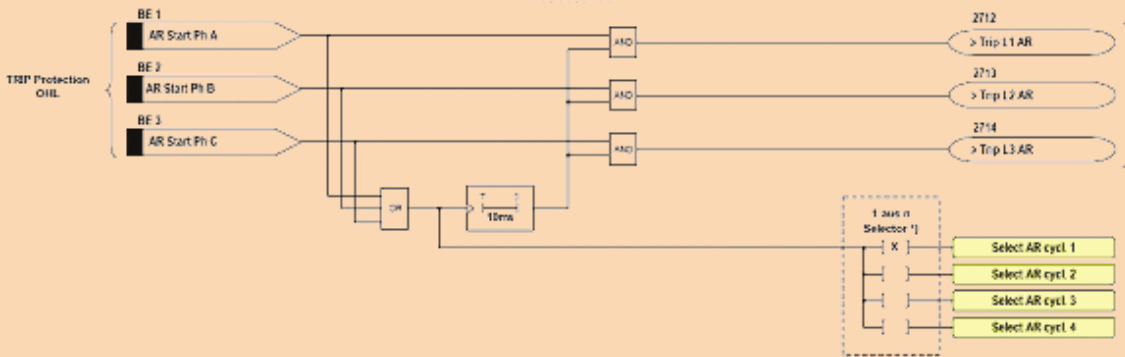 BE 1
AR Start Ph A
AND
2712
> Trip L1 AR
TRIP Protection
OHL
BE 2
AR Start Ph B
AND
2713
> Trip L2 AR
BE 3
AR Start Ph C
AND
2714
> Trip L3 AR
OR
T
10ms
1 aus n
Selector *)
X
Select AR cycl. 1
Select AR cycl. 2
Select AR cycl. 3
Select AR cycl. 4